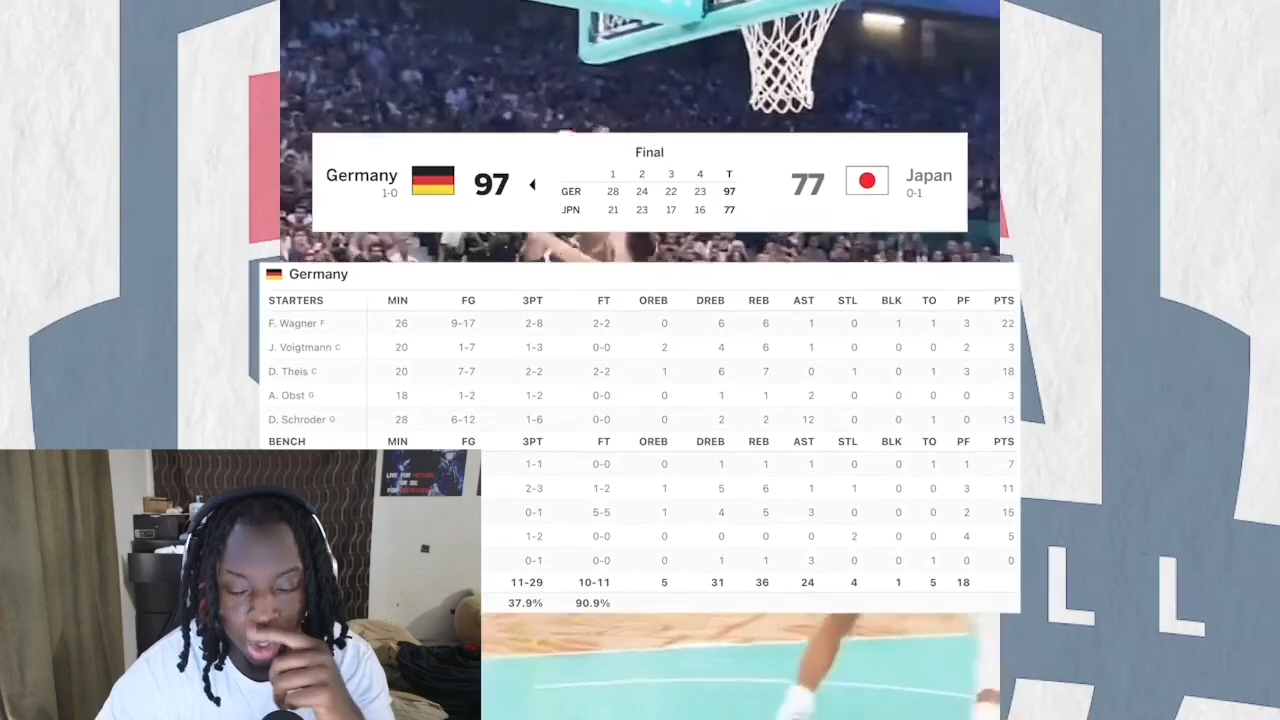 Final
Germany 97 77 Japan
1-0 0-1
1 2 3 4 T
GER 28 24 22 23 97
JPN 21 23 17 16 77
Germany
STARTERS MIN FG 3PT FT OREB DREB REB AST STL BLK TO PF PTS
F. Wagner F 26 9-17 2-8 2-2 0 6 6 1 0 1 1 3 22
J. Voigtmann C 20 1-7 1-3 0-0 2 4 6 1 0 0 0 2 3
D. Theis C 20 7-7 2-2 2-2 1 6 7 0 1 0 1 3 18
A. Obst G 18 1-2 1-2 0-0 0 1 1 2 0 0 0 0 3
D. Schroder G 28 6-12 1-6 0-0 0 2 2 12 0 0 1 0 13
BENCH MIN FG 3PT FT OREB DREB REB AST STL BLK TO PF PTS
1-1 0-0 0 1 1 1 0 0 1 1 7
2-3 1-2 1 5 6 1 1 0 0 3 11
0-1 5-5 1 4 5 3 0 0 0 2 15
1-2 0-0 0 0 0 0 2 0 0 4 5
0-1 0-0 0 1 1 3 0 0 1 0 0
11-29 10-11 5 31 36 24 4 1 5 18
37.9% 90.9%
LIVE FOR NOTHING
OR DIE
FOR SOMETHING
L L